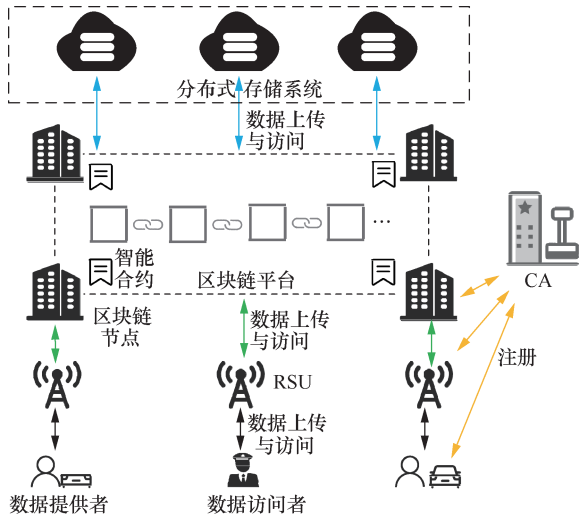 分布式 存储系统
数据上传
与访问
智能
合约
区块链平台
CA
区块链
节点
数据上传
与访问
注册
RSU
数据上传
与访问
数据提供者
数据访问者